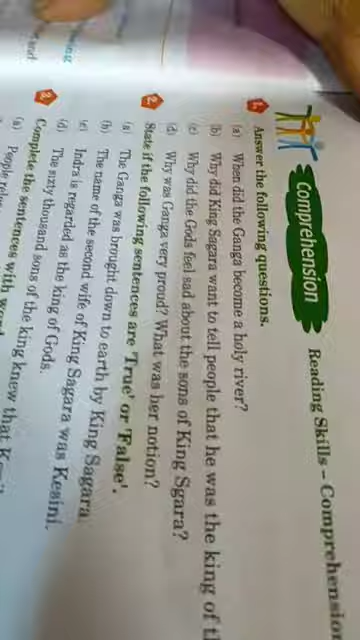 Comprehension
Reading Skills – Comprehension
1. Answer the following questions.
(a) When did the Ganga become a holy river?
(b) Why did King Sagara want to tell people that he was the king of
(c) Why did the Gods feel sad about the sons of King Sgara?
(d) Why was Ganga very proud? What was her notion?
2. State if the following sentences are 'True' or 'False'.
(a) The Ganga was brought down to earth by King Sagara.
(b) The name of the second wife of King Sagara was Kesini.
(c) Indra is regarded as the king of Gods.
(d) The sixty thousand sons of the king knew that
3. Complete the sentences with
(a) People